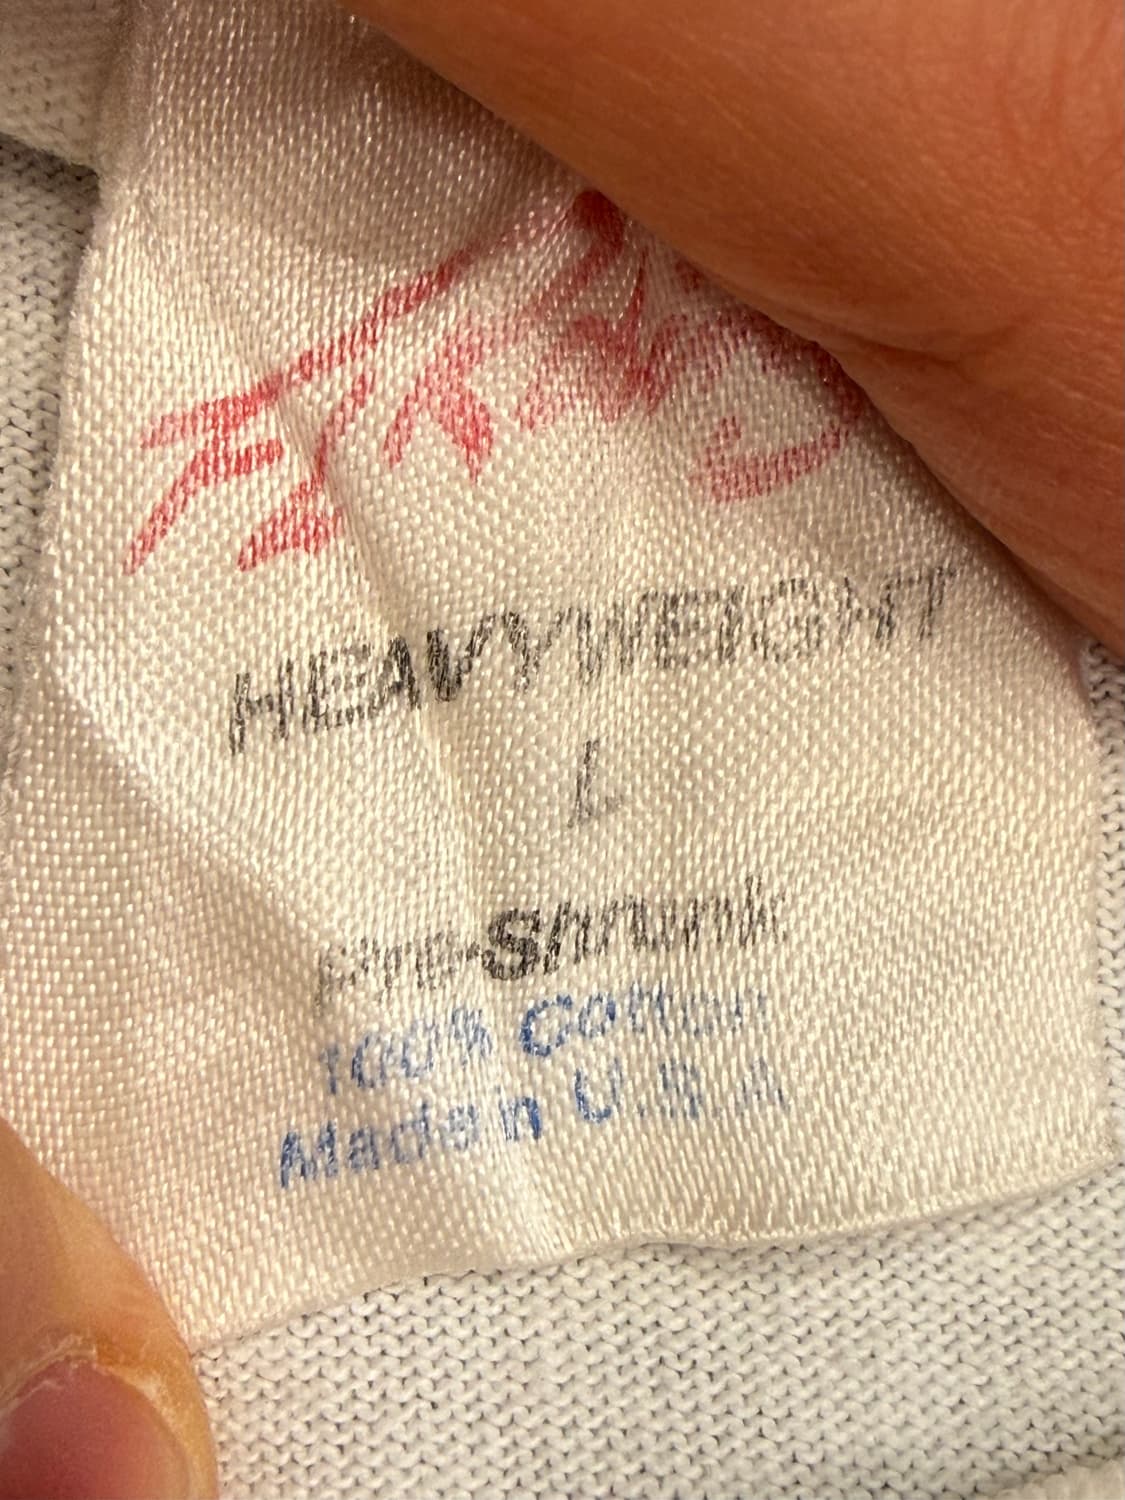 HEAVYWEIGHT
L
Pre-Shrunk
100% Cotton
Made in U.S.A